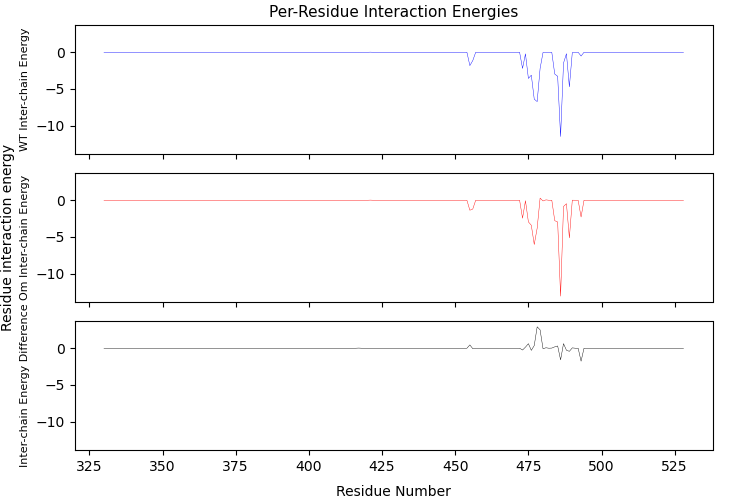 Per-Residue Interaction Energies
Residue interaction energy
WT Inter-chain Energy
0
−5
−10
Om Inter-chain Energy
0
−5
−10
Inter-chain Energy Difference
0
−5
−10
325 350 375 400 425 450 475 500 525
Residue Number